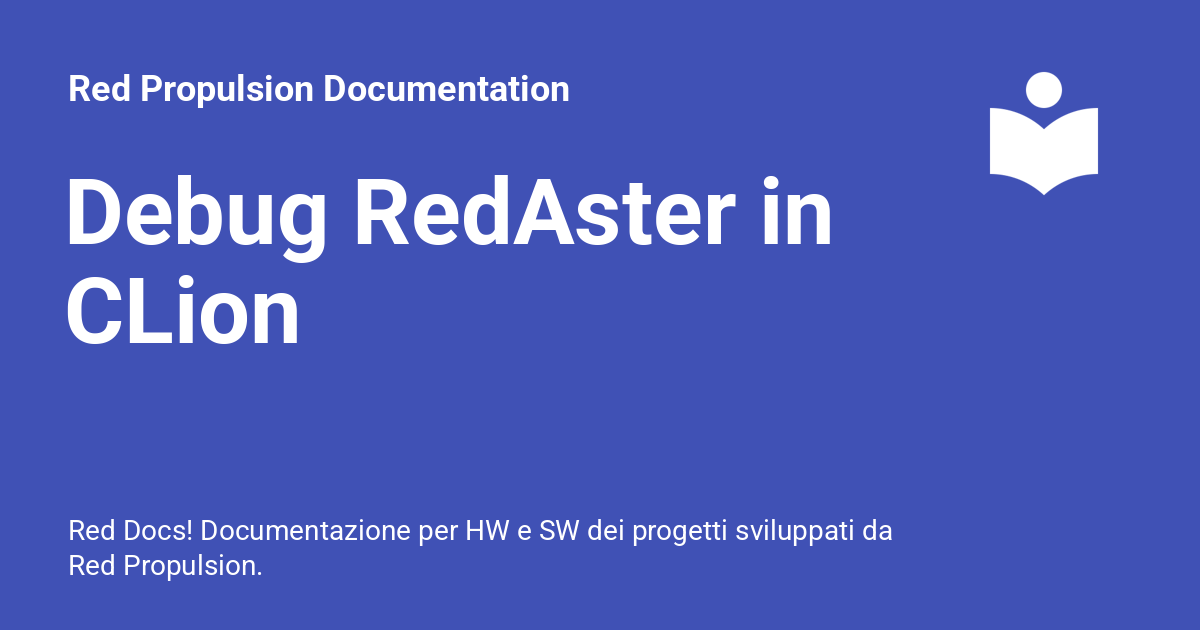 Red Propulsion Documentation
Debug RedAster in
CLion
Red Docs! Documentazione per HW e SW dei progetti sviluppati da
Red Propulsion.